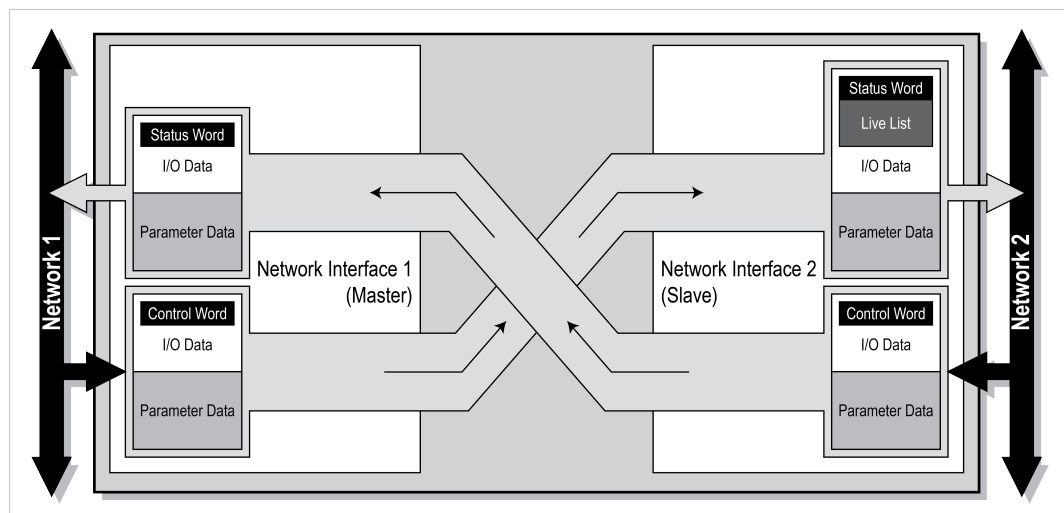 Network 1
Status Word
I/O Data
Parameter Data
Control Word
I/O Data
Parameter Data
Network Interface 1
(Master)
Network Interface 2
(Slave)
Status Word
Live List
I/O Data
Parameter Data
Control Word
I/O Data
Parameter Data
Network 2